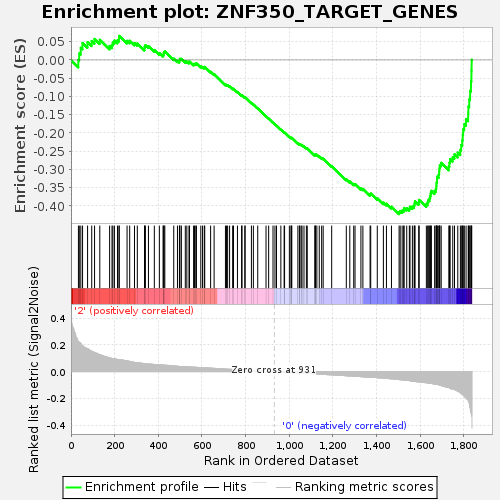 Enrichment plot: ZNF350_TARGET_GENES
Enrichment score (ES)
0.05
0.00
-0.05
-0.10
-0.15
-0.20
-0.25
-0.30
-0.35
-0.40
'2' (positively correlated)
Ranked list metric (Signal2Noise)
0.4
0.2
0.0
-0.2
-0.4
Zero cross at 931
'0' (negatively correlated)
0
200
400
600
800
1,000
1,200
1,400
1,600
1,800
Rank in Ordered Dataset
Enrichment profile
Hits
Ranking metric scores